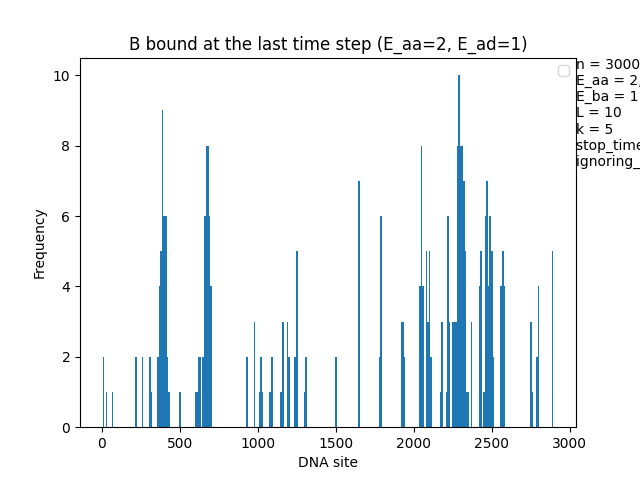 B bound at the last time step (E_aa=2, E_ad=1)
n = 3000
E_aa = 2,
E_ba = 1
L = 10
k = 5
stop_time
ignoring_
Frequency
10
8
6
4
2
0
0 500 1000 1500 2000 2500 3000
DNA site